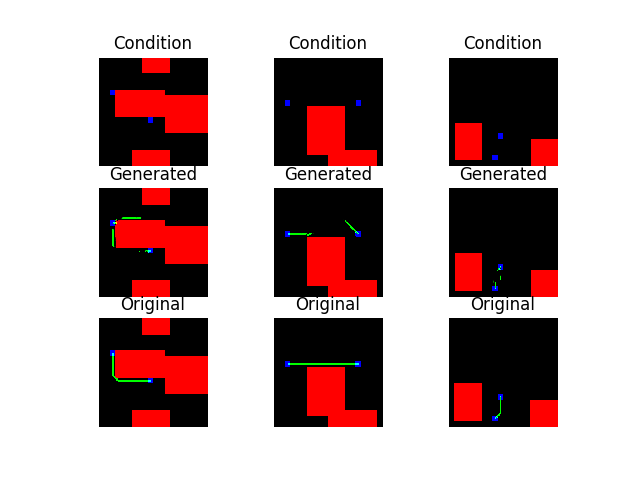 Condition Condition Condition
Generated Generated Generated
Original Original Original